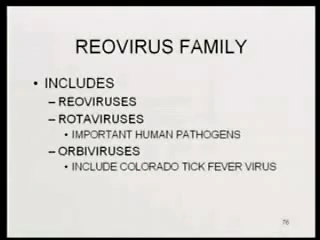 REOVIRUS FAMILY
• INCLUDES
– REOVIRUSES
– ROTAVIRUSES
• IMPORTANT HUMAN PATHOGENS
– ORBIVIRUSES
• INCLUDE COLORADO TICK FEVER VIRUS
76